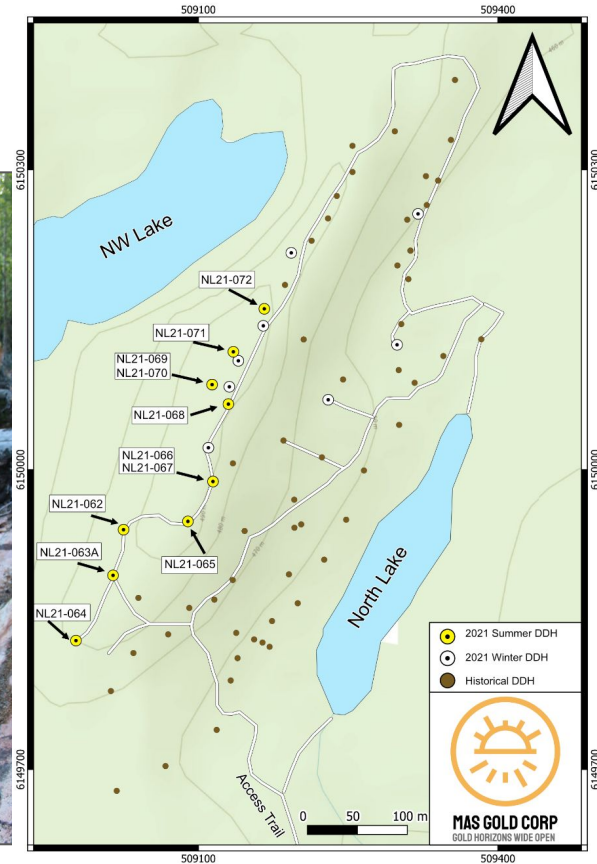 509100
509400
460 m
6150300
6150300
NW Lake
NL21-072
NL21-071
NL21-069
NL21-070
NL21-068
NL21-066
NL21-067
6150000
6150000
NL21-062
NL21-065
NL21-063A
NL21-064
470 m
North Lake
2021 Summer DDH
2021 Winter DDH
Historical DDH
6149700
6149700
Access Trail
0 50 100 m
MAS GOLD CORP
GOLD HORIZONS WIDE OPEN
509100
509400